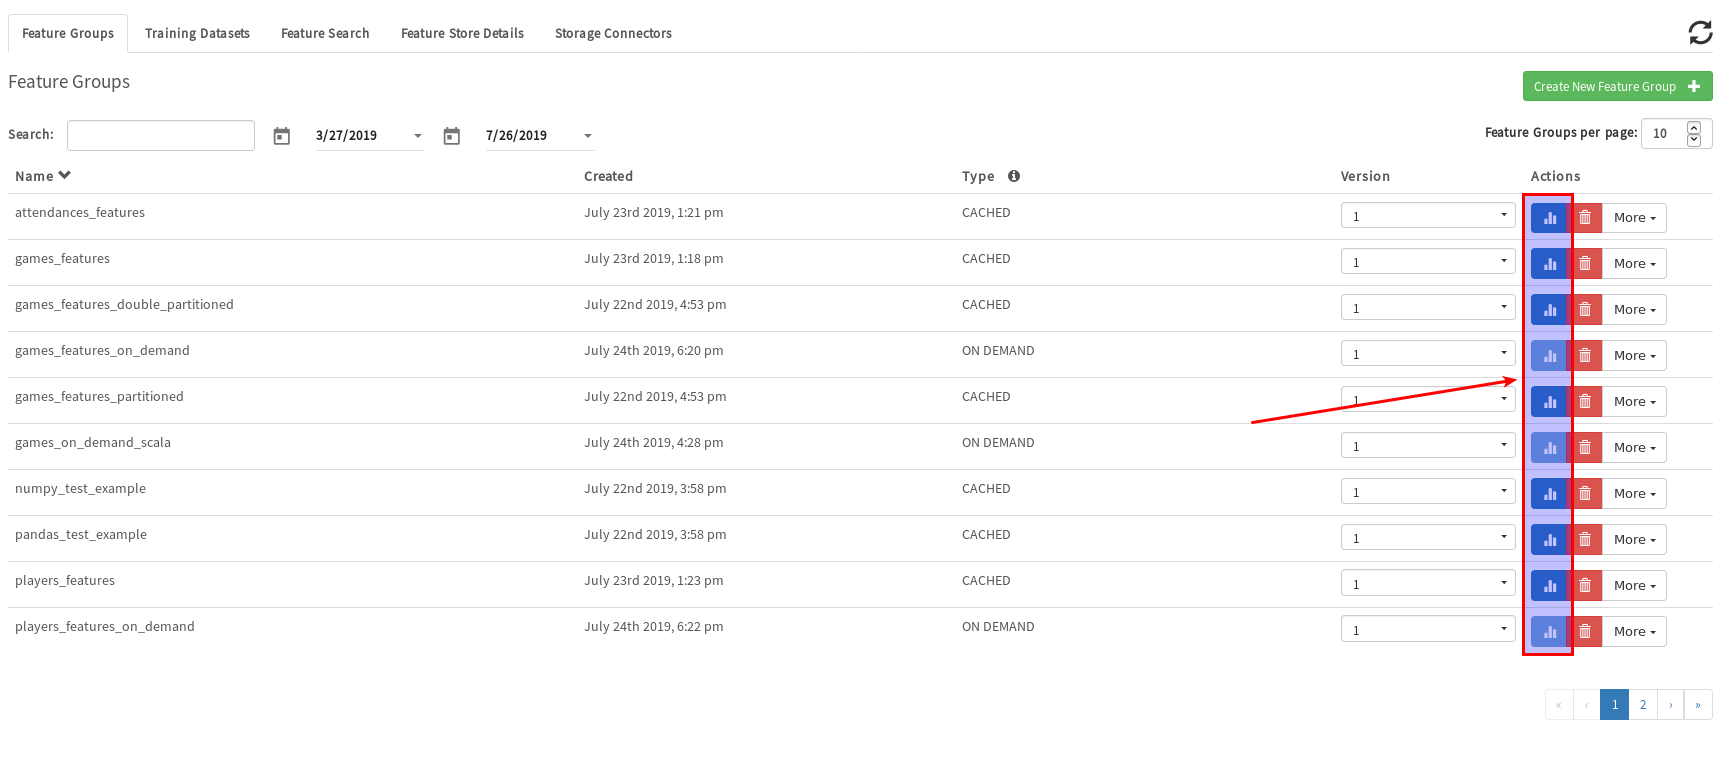 Feature Groups Training Datasets Feature Search Feature Store Details Storage Connectors
Feature Groups
Create New Feature Group
Search: 3/27/2019 7/26/2019 Feature Groups per page: 10
Name Created Type Version Actions
attendances_features July 23rd 2019, 1:21 pm CACHED 1 More
games_features July 23rd 2019, 1:18 pm CACHED 1 More
games_features_double_partitioned July 22nd 2019, 4:53 pm CACHED 1 More
games_features_on_demand July 24th 2019, 6:20 pm ON DEMAND 1 More
games_features_partitioned July 22nd 2019, 4:53 pm CACHED 1 More
games_on_demand_scala July 24th 2019, 4:28 pm ON DEMAND 1 More
numpy_test_example July 22nd 2019, 3:58 pm CACHED 1 More
pandas_test_example July 22nd 2019, 3:58 pm CACHED 1 More
players_features July 23rd 2019, 1:23 pm CACHED 1 More
players_features_on_demand July 24th 2019, 6:22 pm ON DEMAND 1 More
« ‹ 1 2 › »